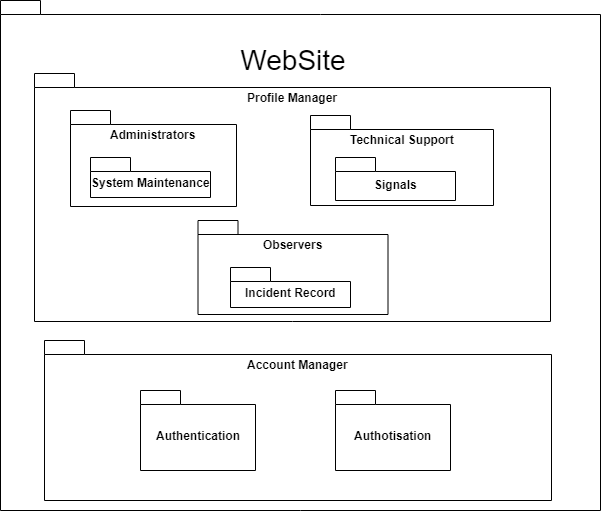 WebSite
Profile Manager
Administrators
Technical Support
System Maintenance
Signals
Observers
Incident Record
Account Manager
Authentication
Authotisation